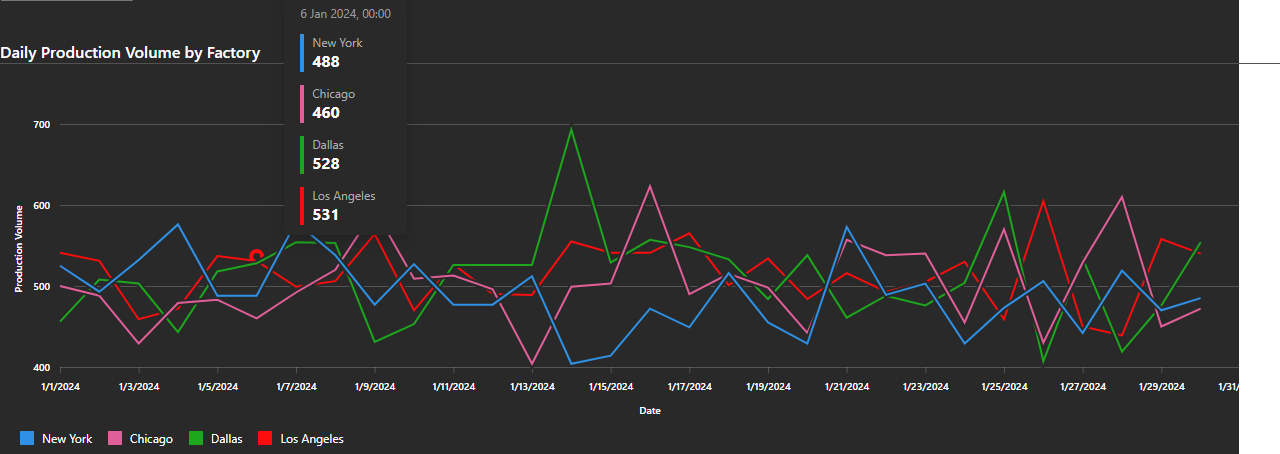 6 Jan 2024, 00:00
New York
488
Chicago
460
Dallas
528
Los Angeles
531
Daily Production Volume by Factory
Production Volume
700
600
500
400
1/1/2024 1/3/2024 1/5/2024 1/7/2024 1/9/2024 1/11/2024 1/13/2024 1/15/2024 1/17/2024 1/19/2024 1/21/2024 1/23/2024 1/25/2024 1/27/2024 1/29/2024 1/31/
Date
New York Chicago Dallas Los Angeles